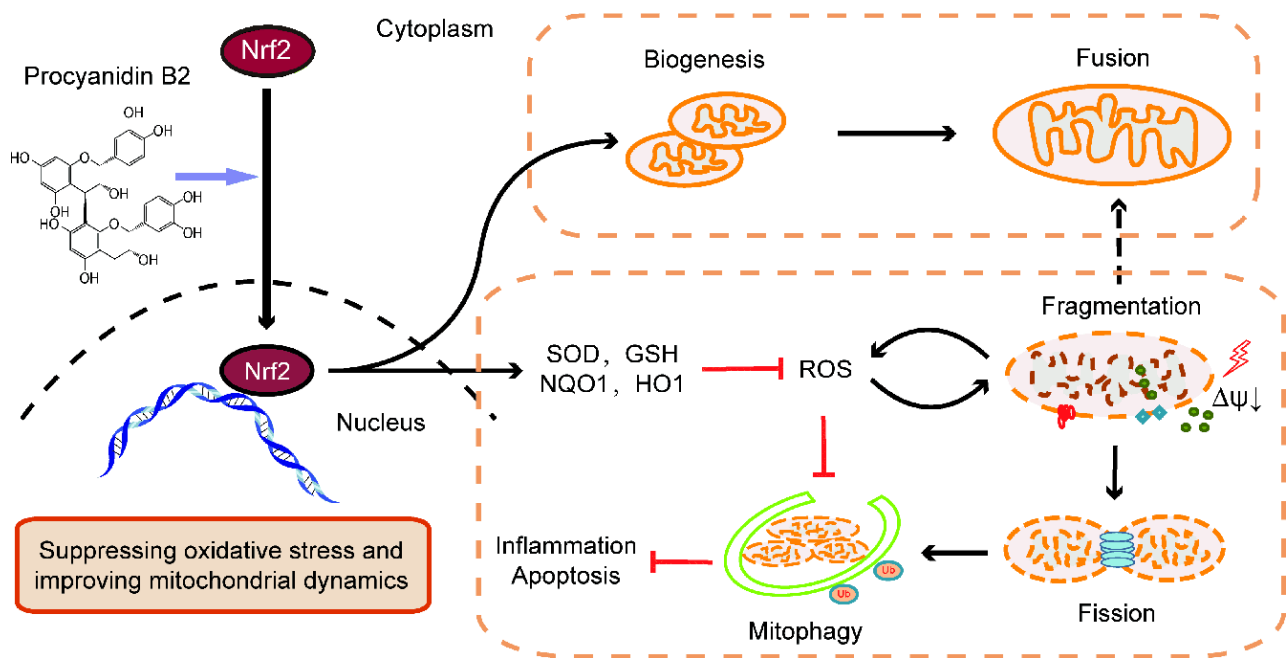 Cytoplasm
Nrf2
Procyanidin B2
OH
OH
HO
O
OH
OH
HO
OH
HO
O
OH
OH
OH
OH
Biogenesis
Fusion
Nrf2
Nucleus
SOD, GSH
NQO1, HO1
ROS
Fragmentation
Δψ↓
Suppressing oxidative stress and
improving mitochondrial dynamics
Inflammation
Apoptosis
Ub
Ub
Mitophagy
Fission